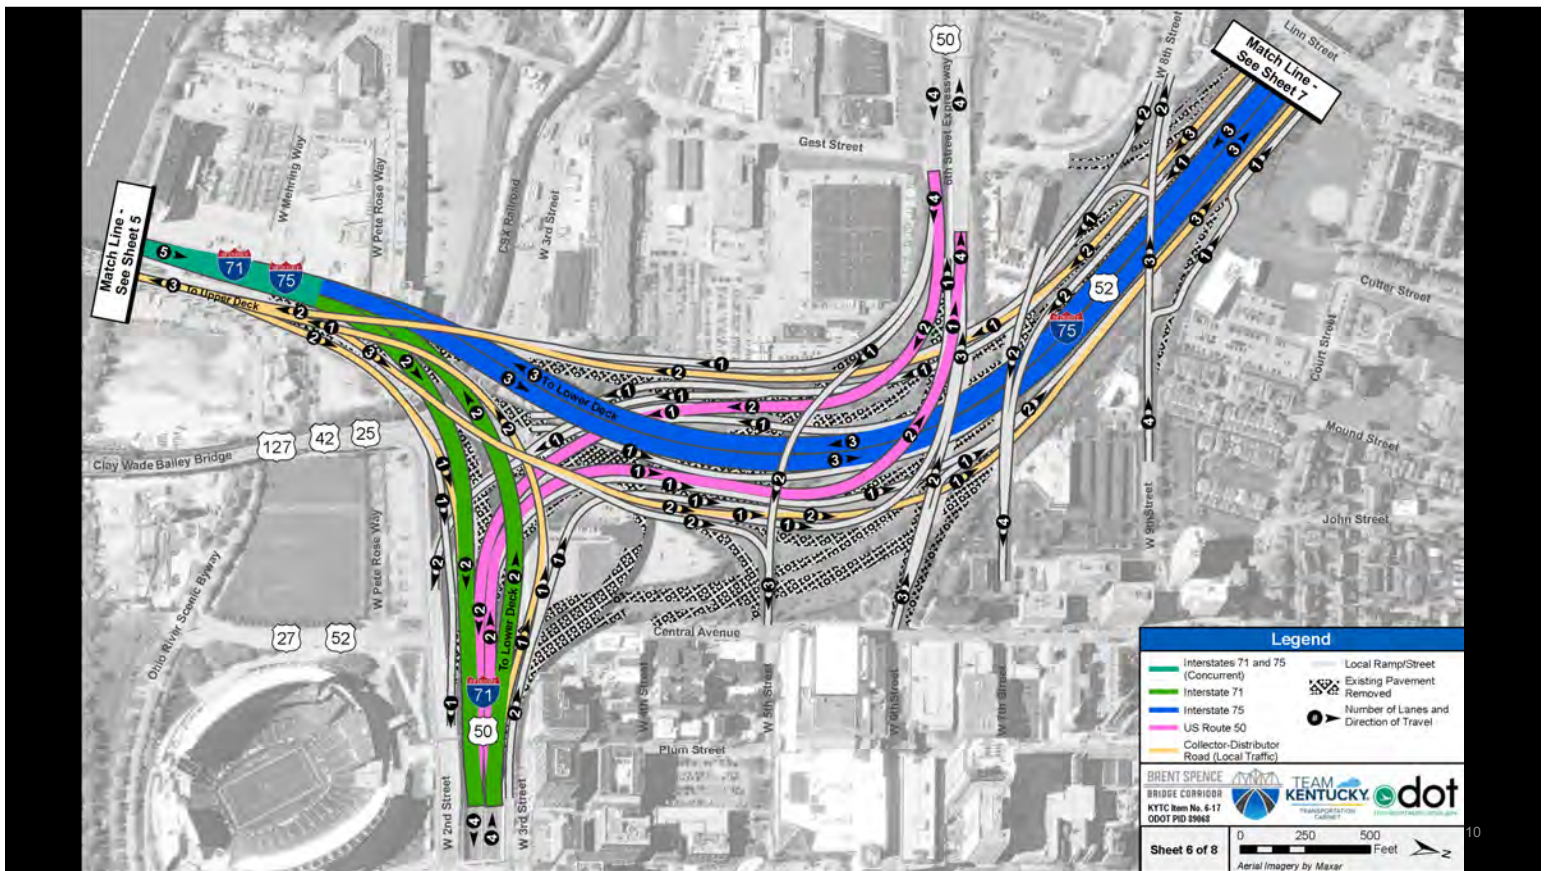 50
W 8th Street
Linn Street
Match Line -
See Sheet 7
6th Street Expressway
Gest Street
W Mehring Way
W Pete Rose Way
CSX Railroad
W 3rd Street
Match Line -
See Sheet 5
71
75
To Upper Deck
To Lower Deck
52
75
Cutter Street
Court Street
Mound Street
John Street
W 9th Street
127
42
25
Clay Wade Bailey Bridge
W Pete Rose Way
Ohio River Scenic Byway
27
52
To Lower Deck
Central Avenue
71
50
W 4th Street
W 5th Street
W 6th Street
W 7th Street
Plum Street
W 2nd Street
W 3rd Street
Legend
Interstates 71 and 75
(Concurrent)
Interstate 71
Interstate 75
US Route 50
Collector-Distributor
Road (Local Traffic)
Local Ramp/Street
Existing Pavement
Removed
# Number of Lanes and
Direction of Travel
BRENT SPENCE
BRIDGE CORRIDOR
KYTC Item No. 6-17
ODOT PID 89068
TEAM
KENTUCKY
TRANSPORTATION
CABINET
odot
Sheet 6 of 8
0 250 500
Feet
N
Aerial Imagery by Maxar
10